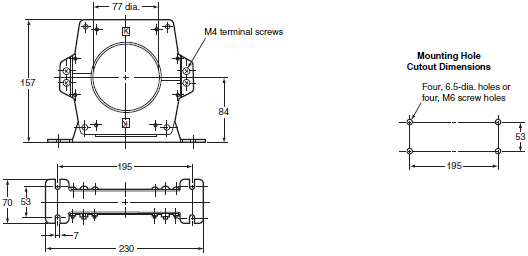 77 dia.
K
M4 terminal screws
157
84
K
195
70
53
7
230
Mounting Hole
Cutout Dimensions
Four, 6.5-dia. holes or
four, M6 screw holes
53
195